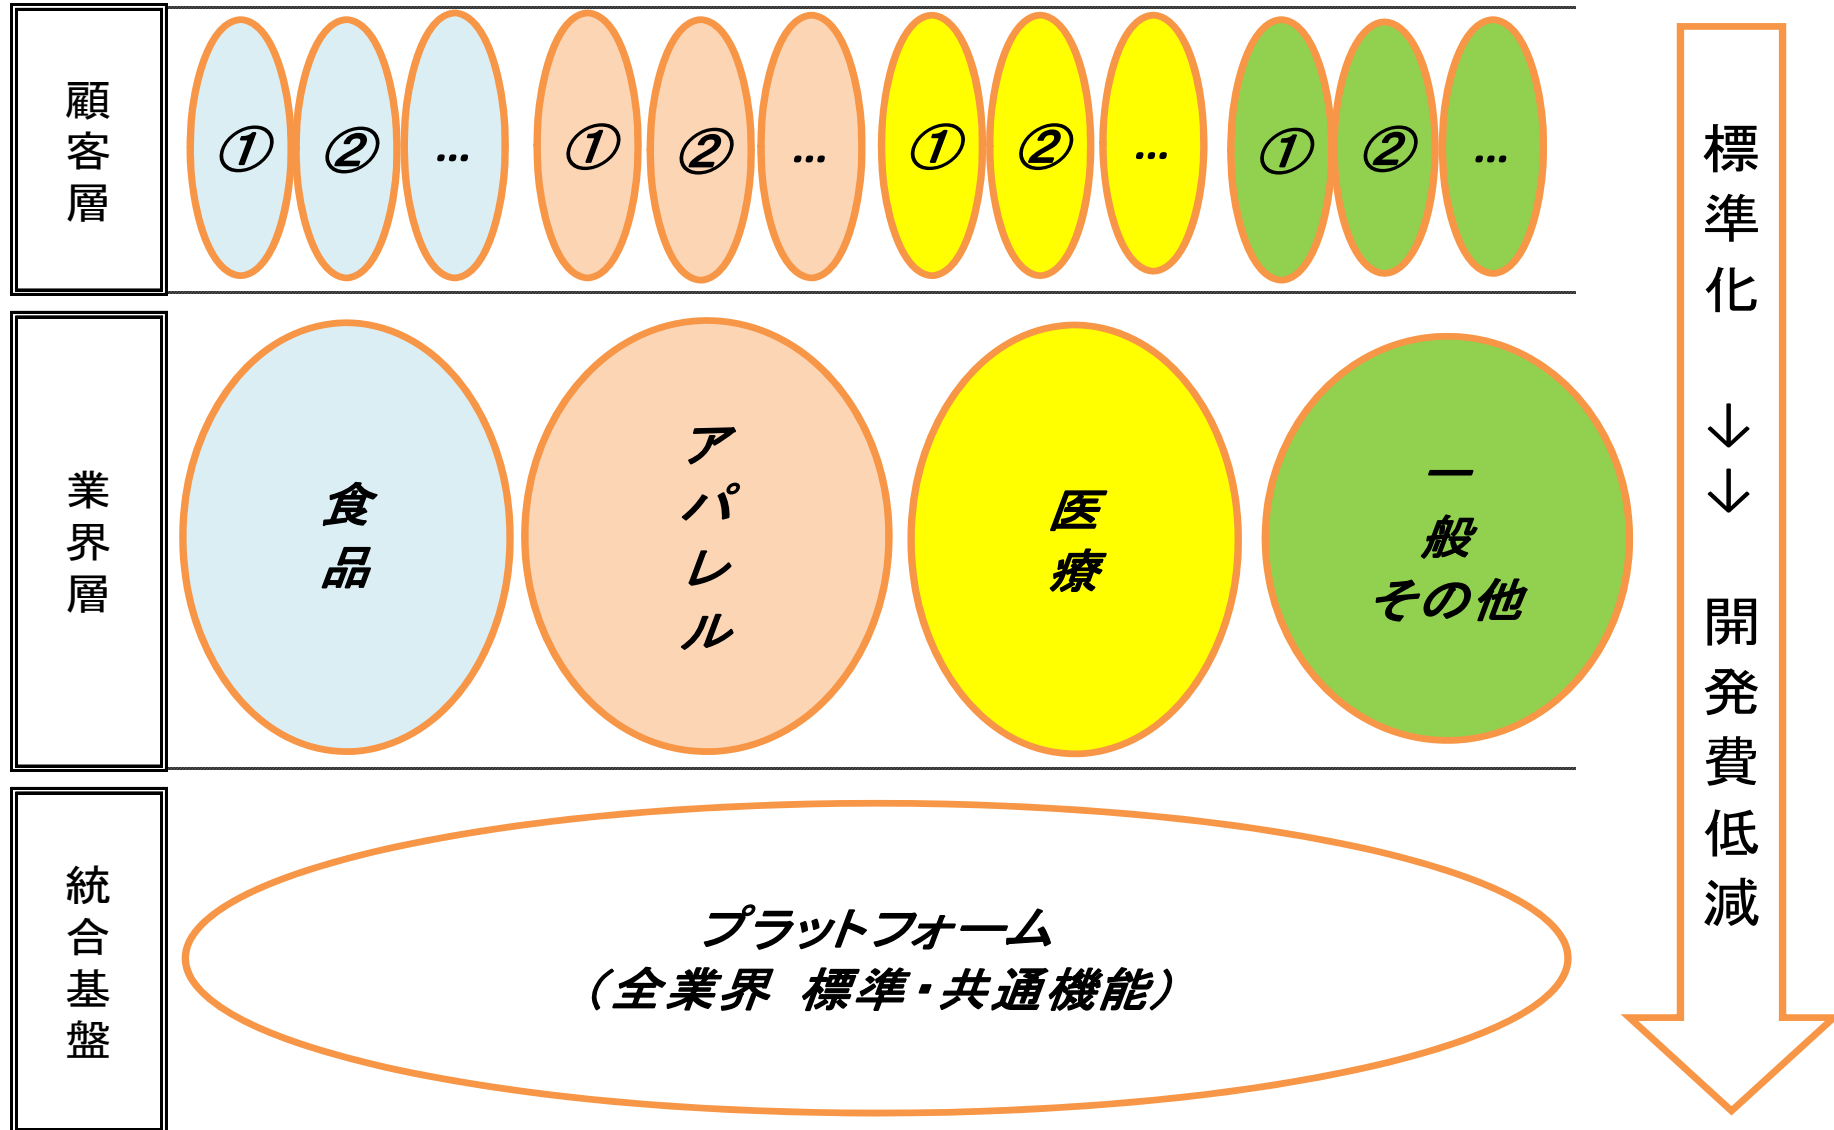 顧客層
① ② … ① ② … ① ② … ① ② …
業界層
食品
アパレル
医療
一般
その他
統合基盤
プラットフォーム
（全業界　標準・共通機能）
標準化　↓↓　開発費低減